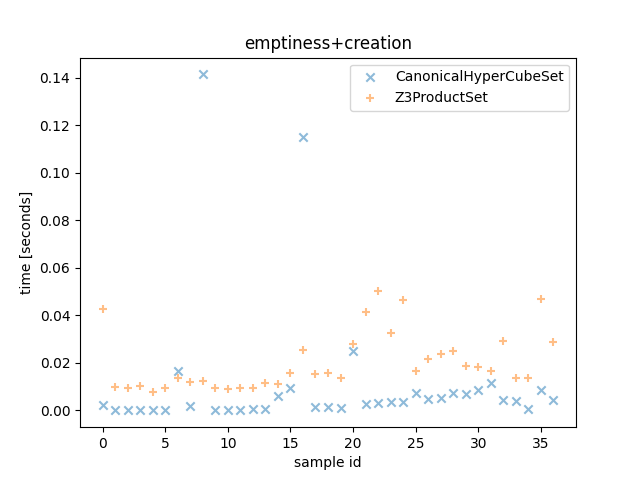 emptiness+creation
CanonicalHyperCubeSet
Z3ProductSet
time [seconds]
0.14
0.12
0.10
0.08
0.06
0.04
0.02
0.00
0 5 10 15 20 25 30 35
sample id